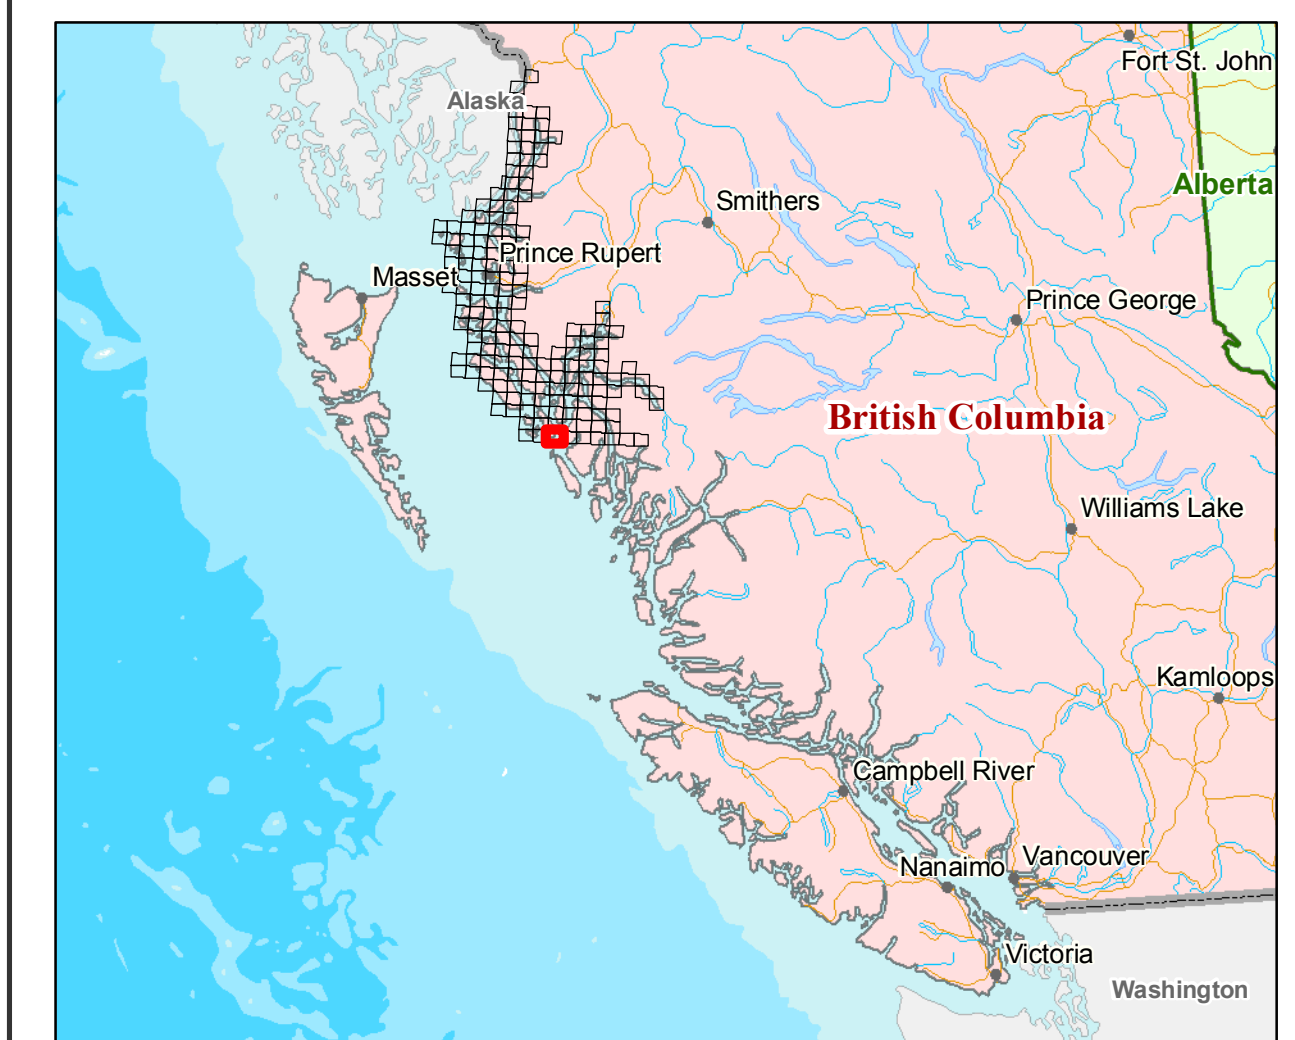 Fort St. John
Alaska
Alberta
Smithers
Prince Rupert
Masset
Prince George
British Columbia
Williams Lake
Kamloops
Campbell River
Vancouver
Nanaimo
Victoria
Washington